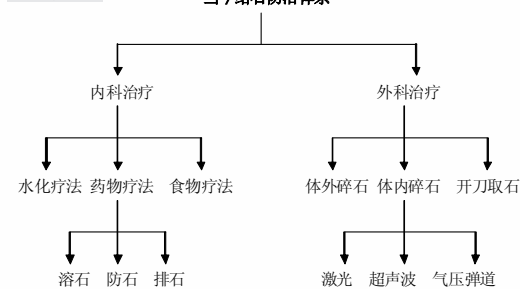 内科治疗 外科治疗
水化疗法 药物疗法 食物疗法 体外碎石 体内碎石 开刀取石
溶石 防石 排石 激光 超声波 气压弹道